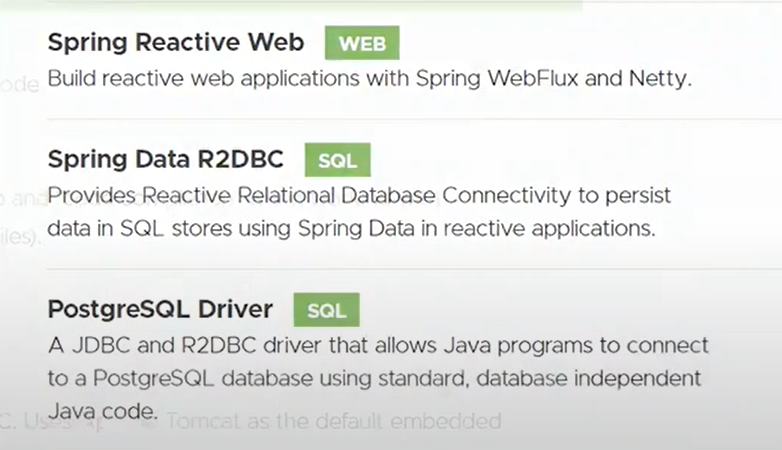 Spring Reactive Web WEB
Build reactive web applications with Spring WebFlux and Netty.
Spring Data R2DBC SQL
Provides Reactive Relational Database Connectivity to persist
data in SQL stores using Spring Data in reactive applications.
PostgreSQL Driver SQL
A JDBC and R2DBC driver that allows Java programs to connect
to a PostgreSQL database using standard, database independent
Java code.
Tomcat as the default embedded